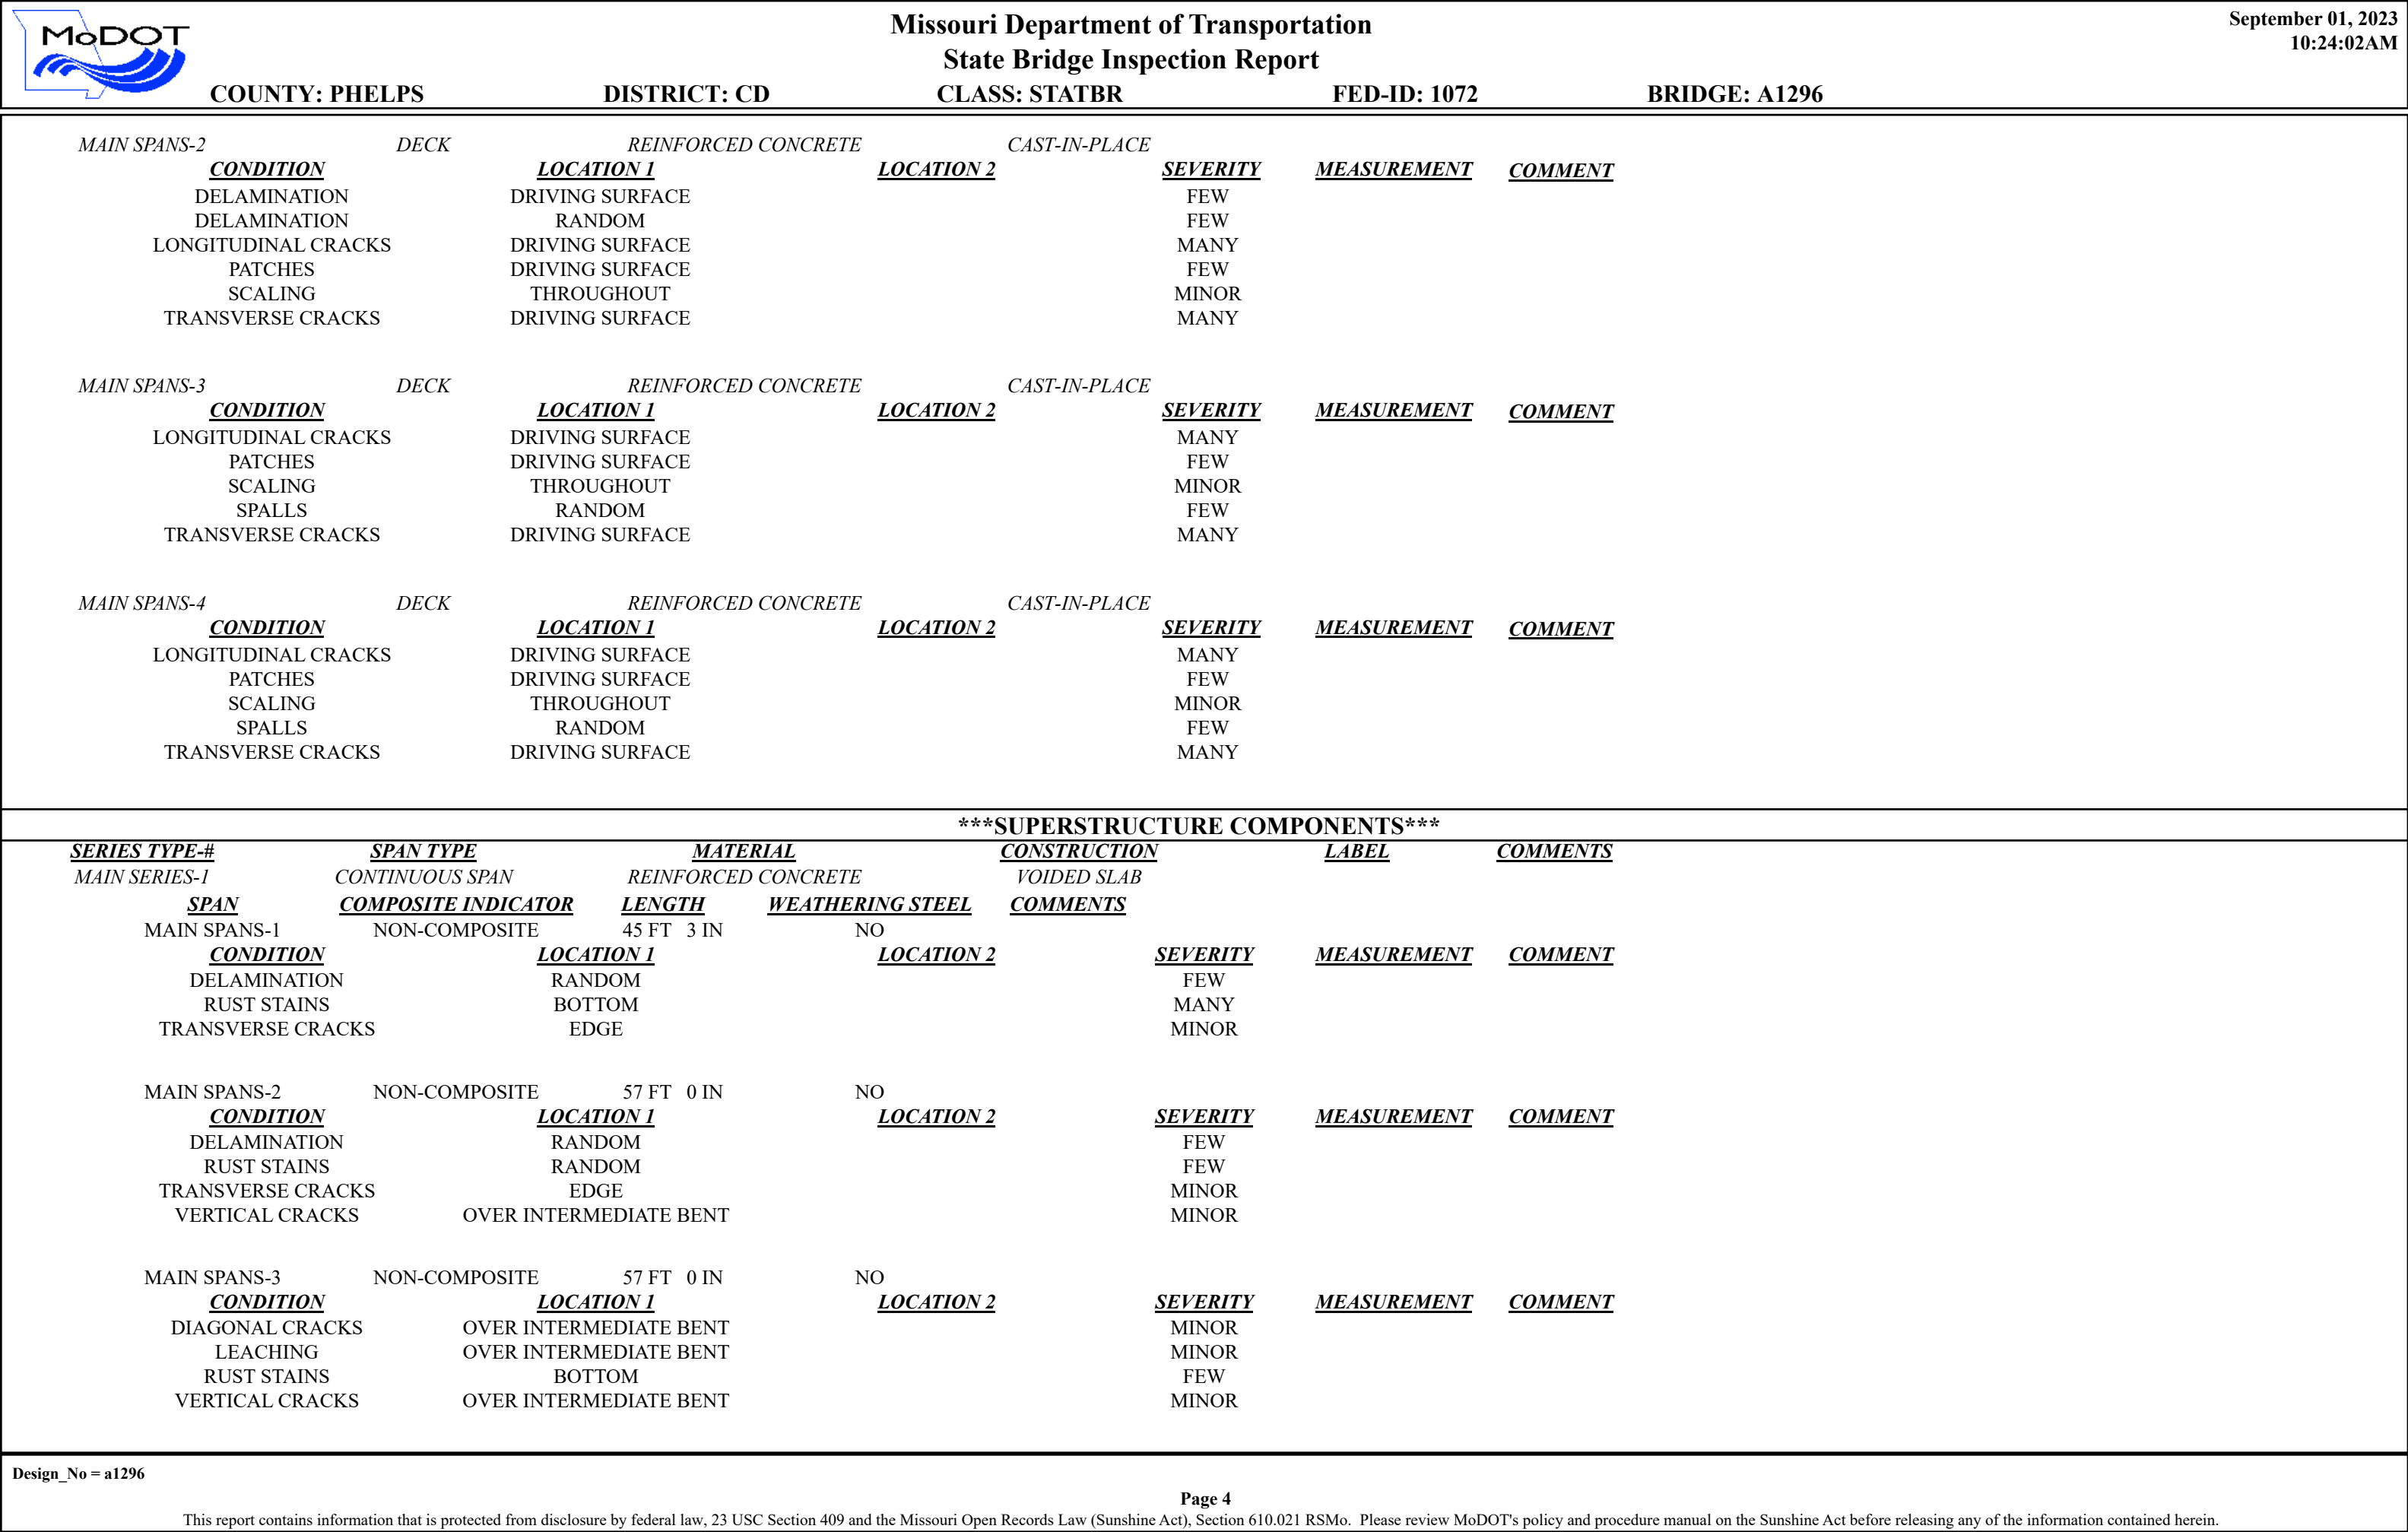 MoDOT
Missouri Department of Transportation
State Bridge Inspection Report
September 01, 2023
10:24:02AM
COUNTY: PHELPS DISTRICT: CD CLASS: STATBR FED-ID: 1072 BRIDGE: A1296
MAIN SPANS-2 DECK REINFORCED CONCRETE CAST-IN-PLACE
CONDITION LOCATION 1 LOCATION 2 SEVERITY MEASUREMENT COMMENT
DELAMINATION DRIVING SURFACE FEW
DELAMINATION RANDOM FEW
LONGITUDINAL CRACKS DRIVING SURFACE MANY
PATCHES DRIVING SURFACE FEW
SCALING THROUGHOUT MINOR
TRANSVERSE CRACKS DRIVING SURFACE MANY
MAIN SPANS-3 DECK REINFORCED CONCRETE CAST-IN-PLACE
CONDITION LOCATION 1 LOCATION 2 SEVERITY MEASUREMENT COMMENT
LONGITUDINAL CRACKS DRIVING SURFACE MANY
PATCHES DRIVING SURFACE FEW
SCALING THROUGHOUT MINOR
SPALLS RANDOM FEW
TRANSVERSE CRACKS DRIVING SURFACE MANY
MAIN SPANS-4 DECK REINFORCED CONCRETE CAST-IN-PLACE
CONDITION LOCATION 1 LOCATION 2 SEVERITY MEASUREMENT COMMENT
LONGITUDINAL CRACKS DRIVING SURFACE MANY
PATCHES DRIVING SURFACE FEW
SCALING THROUGHOUT MINOR
SPALLS RANDOM FEW
TRANSVERSE CRACKS DRIVING SURFACE MANY
***SUPERSTRUCTURE COMPONENTS***
SERIES TYPE-# SPAN TYPE MATERIAL CONSTRUCTION LABEL COMMENTS
MAIN SERIES-1 CONTINUOUS SPAN REINFORCED CONCRETE VOIDED SLAB
SPAN COMPOSITE INDICATOR LENGTH WEATHERING STEEL COMMENTS
MAIN SPANS-1 NON-COMPOSITE 45 FT 3 IN NO
CONDITION LOCATION 1 LOCATION 2 SEVERITY MEASUREMENT COMMENT
DELAMINATION RANDOM FEW
RUST STAINS BOTTOM MANY
TRANSVERSE CRACKS EDGE MINOR
MAIN SPANS-2 NON-COMPOSITE 57 FT 0 IN NO
CONDITION LOCATION 1 LOCATION 2 SEVERITY MEASUREMENT COMMENT
DELAMINATION RANDOM FEW
RUST STAINS RANDOM FEW
TRANSVERSE CRACKS EDGE MINOR
VERTICAL CRACKS OVER INTERMEDIATE BENT MINOR
MAIN SPANS-3 NON-COMPOSITE 57 FT 0 IN NO
CONDITION LOCATION 1 LOCATION 2 SEVERITY MEASUREMENT COMMENT
DIAGONAL CRACKS OVER INTERMEDIATE BENT MINOR
LEACHING OVER INTERMEDIATE BENT MINOR
RUST STAINS BOTTOM FEW
VERTICAL CRACKS OVER INTERMEDIATE BENT MINOR
Design_No = a1296
Page 4
This report contains information that is protected from disclosure by federal law, 23 USC Section 409 and the Missouri Open Records Law (Sunshine Act), Section 610.021 RSMo. Please review MoDOT's policy and procedure manual on the Sunshine Act before releasing any of the information contained herein.